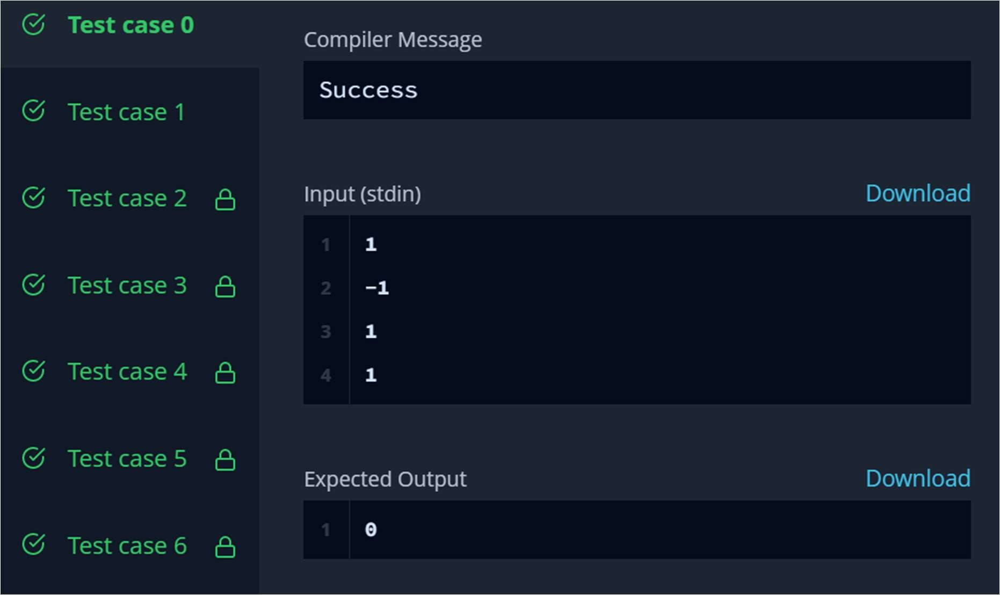 Test case 0
Test case 1
Test case 2
Test case 3
Test case 4
Test case 5
Test case 6
Compiler Message
Success
Input (stdin) Download
1 1
2 −1
3 1
4 1
Expected Output Download
1 0